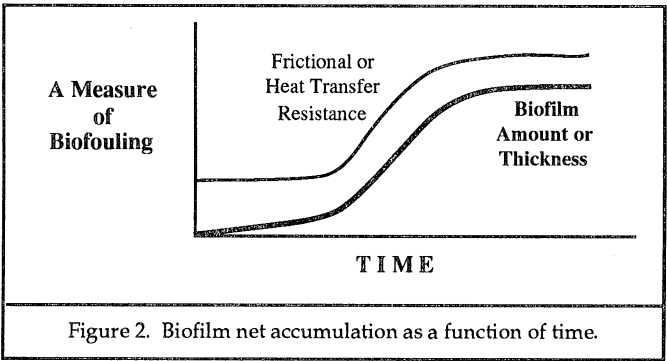 A Measure
of
Biofouling
Frictional or
Heat Transfer
Resistance
Biofilm
Amount or
Thickness
TIME
Figure 2. Biofilm net accumulation as a function of time.